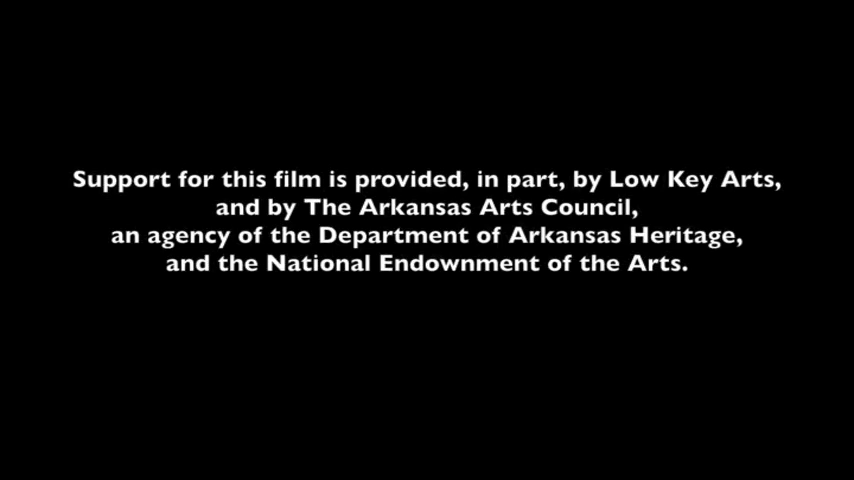 Support for this film is provided, in part, by Low Key Arts,
and by The Arkansas Arts Council,
an agency of the Department of Arkansas Heritage,
and the National Endownment of the Arts.